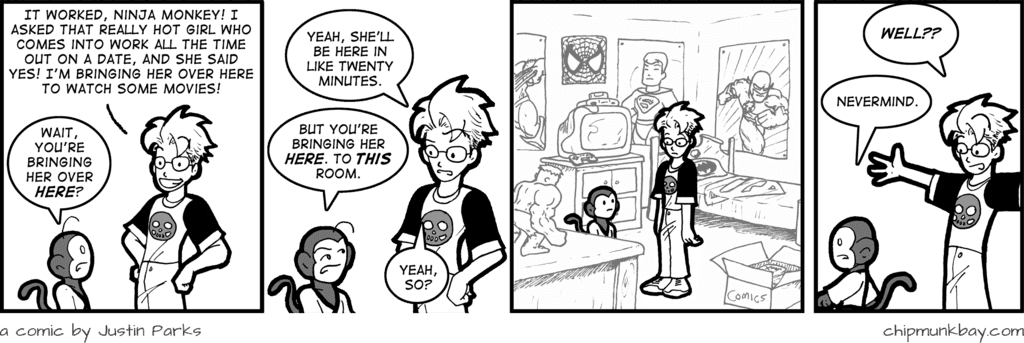 IT WORKED, NINJA MONKEY! I
ASKED THAT REALLY HOT GIRL WHO
COMES INTO WORK ALL THE TIME
OUT ON A DATE, AND SHE SAID
YES! I'M BRINGING HER OVER HERE
TO WATCH SOME MOVIES!
WAIT,
YOU'RE
BRINGING
HER OVER
HERE?
YEAH, SHE'LL
BE HERE IN
LIKE TWENTY
MINUTES.
BUT YOU'RE
BRINGING HER
HERE. TO THIS
ROOM.
YEAH,
SO?
Comics
WELL??
NEVERMIND.
a comic by Justin Parks
chipmunkbay.com